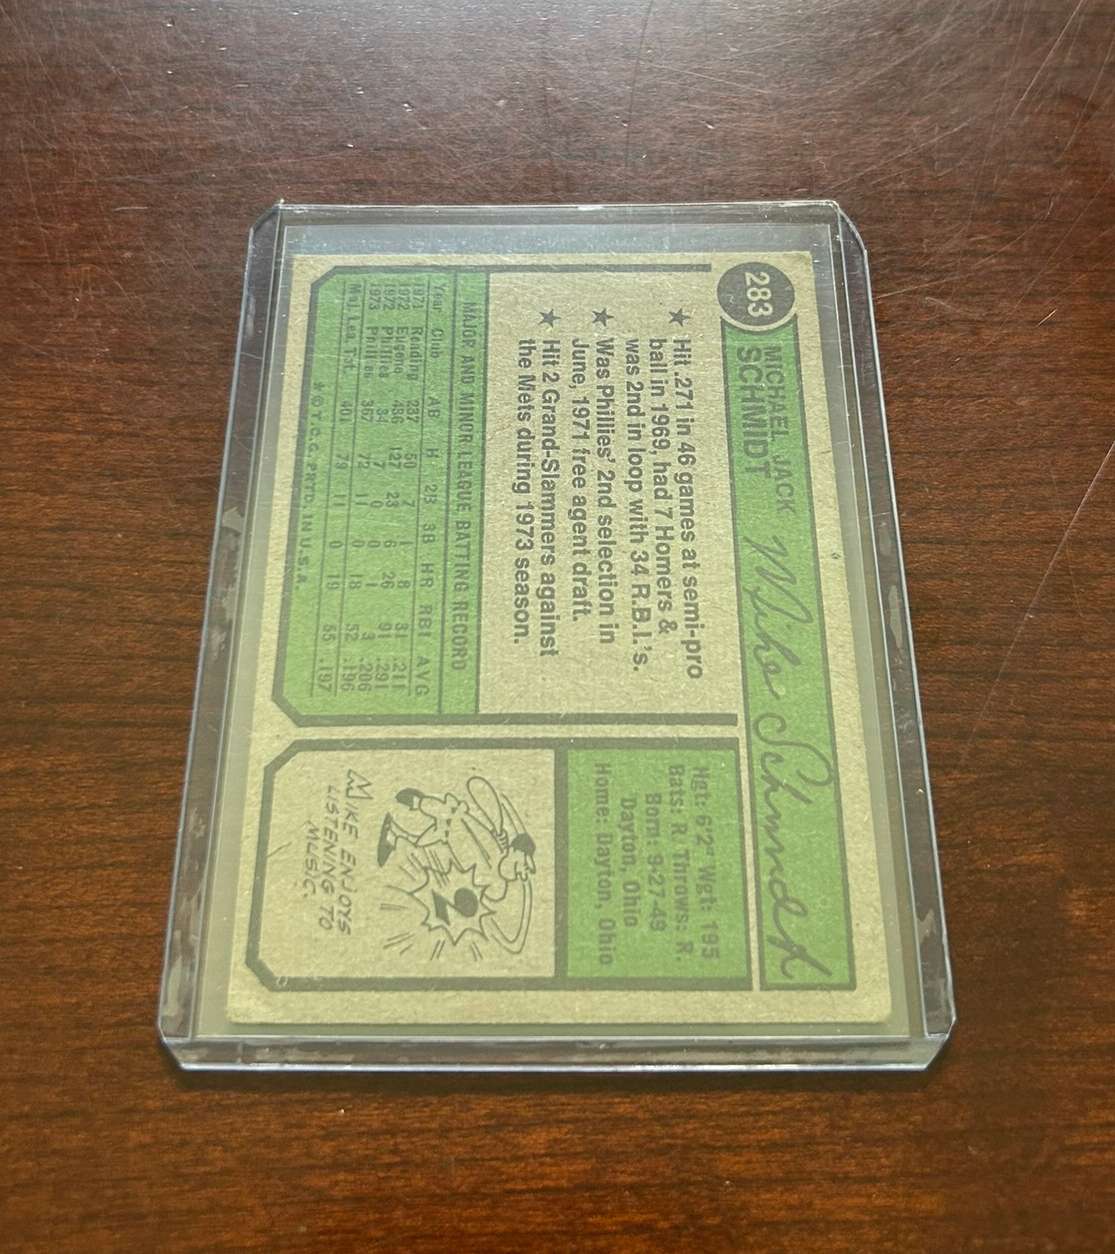 283
MICHAEL JACK
SCHMIDT
Mike Schmidt
★ Hit .271 in 46 games at semi-pro
ball in 1969, had 7 Homers &
was 2nd in loop with 34 R.B.I.'s.
★ Was Phillies' 2nd selection in
June, 1971 free agent draft.
★ Hit 2 Grand-Slammers against
the Mets during 1973 season.
MAJOR AND MINOR LEAGUE BATTING RECORD
Year Club AB H 2B 3B HR RBI AVG
1971 Reading 237 50 7 1 8 31 .211
1972 Eugene 436 127 23 6 26 91 .291
1972 Phillies 34 7 0 0 1 3 .206
1973 Phillies 367 72 11 0 18 52 .196
Maj. Lea. Tot. 401 79 11 0 19 55 .197
* © T.C.G. PRTD. IN U.S.A.
Hgt: 6'2" Wgt: 195
Bats: R. Throws: R.
Born: 9-27-49
Dayton, Ohio
Home: Dayton, Ohio
MIKE ENJOYS
LISTENING TO
MUSIC.